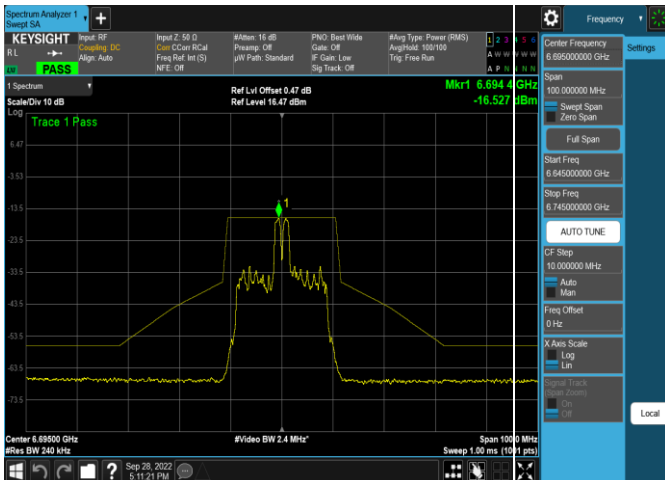 Spectrum Analyzer 1
Swept SA
Frequency
KEYSIGHT
Input: RF
Coupling: DC
Align: Auto
Input Z: 50 Ω
Corr CCorr RCal
Freq Ref: Int (S)
NFE: Off
#Atten: 16 dB
Preamp: Off
µW Path: Standard
PNO: Best Wide
Gate: Off
IF Gain: Low
Sig Track: Off
#Avg Type: Power (RMS)
Avg|Hold: 100/100
Trig: Free Run
1 2 3 4 5 6
A W W W W W
A P N N N N
R L
LV
PASS
1 Spectrum
Scale/Div 10 dB
Log
Ref Lvl Offset 0.47 dB
Ref Level 16.47 dBm
Mkr1 6.694 4 GHz
-16.527 dBm
Trace 1 Pass
1
6.47
-3.53
-13.5
-23.5
-33.5
-43.5
-53.5
-63.5
-73.5
Center 6.69500 GHz
#Res BW 240 kHz
#Video BW 2.4 MHz*
Span 100.0 MHz
Sweep 1.00 ms (1001 pts)
Sep 28, 2022
5:11:21 PM
Center Frequency
6.695000000 GHz
Settings
Span
100.000000 MHz
Swept Span
Zero Span
Full Span
Start Freq
6.645000000 GHz
Stop Freq
6.745000000 GHz
AUTO TUNE
CF Step
10.000000 MHz
Auto
Man
Freq Offset
0 Hz
X Axis Scale
Log
Lin
Signal Track
(Span Zoom)
On
Off
Local